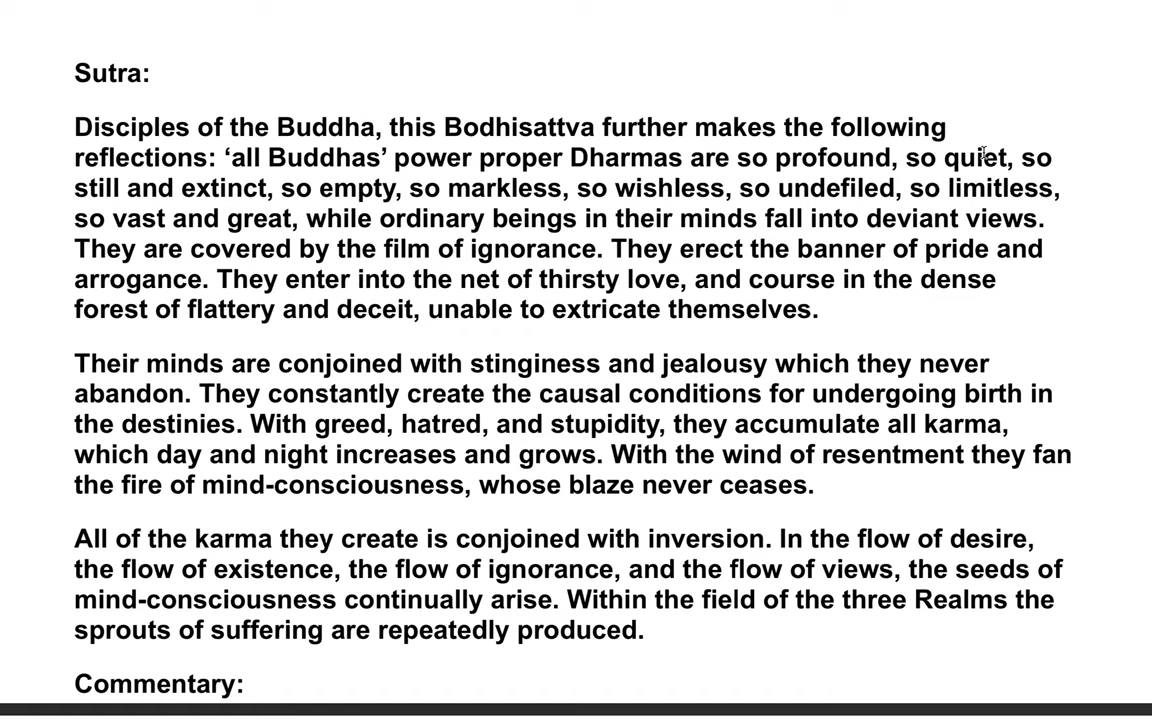 Sutra:
Disciples of the Buddha, this Bodhisattva further makes the following
reflections: ‘all Buddhas’ power proper Dharmas are so profound, so quiet, so
still and extinct, so empty, so markless, so wishless, so undefiled, so limitless,
so vast and great, while ordinary beings in their minds fall into deviant views.
They are covered by the film of ignorance. They erect the banner of pride and
arrogance. They enter into the net of thirsty love, and course in the dense
forest of flattery and deceit, unable to extricate themselves.
Their minds are conjoined with stinginess and jealousy which they never
abandon. They constantly create the causal conditions for undergoing birth in
the destinies. With greed, hatred, and stupidity, they accumulate all karma,
which day and night increases and grows. With the wind of resentment they fan
the fire of mind-consciousness, whose blaze never ceases.
All of the karma they create is conjoined with inversion. In the flow of desire,
the flow of existence, the flow of ignorance, and the flow of views, the seeds of
mind-consciousness continually arise. Within the field of the three Realms the
sprouts of suffering are repeatedly produced.
Commentary: